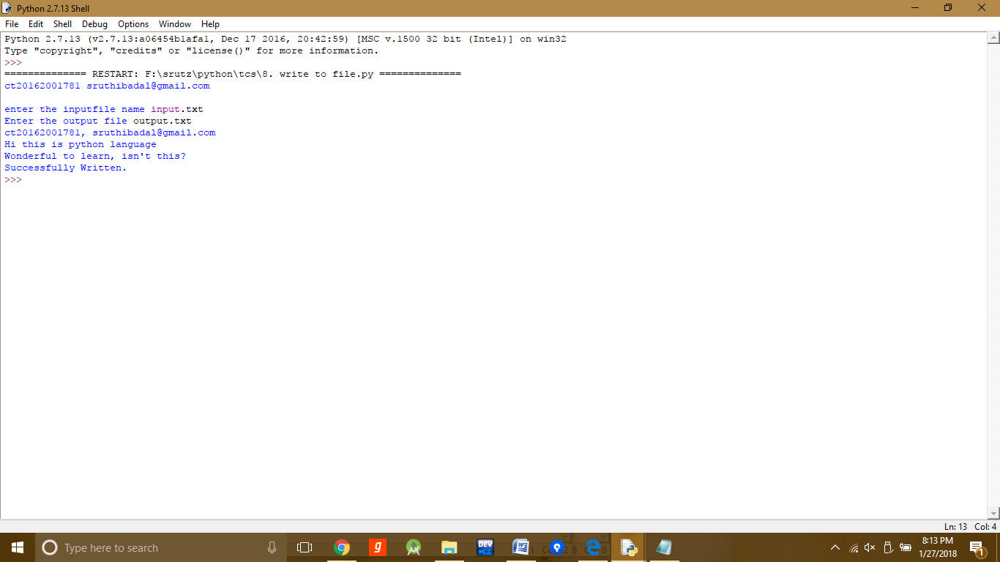 Python 2.7.13 Shell
File Edit Shell Debug Options Window Help
Python 2.7.13 (v2.7.13:a06454b1afa1, Dec 17 2016, 20:42:59) [MSC v.1500 32 bit (Intel)] on win32
Type "copyright", "credits" or "license()" for more information.
>>>
============== RESTART: F:\srutz\python\tcs\8. write to file.py ==============
ct20162001781 sruthibadal@gmail.com
enter the inputfile name input.txt
Enter the output file output.txt
ct20162001781, sruthibadal@gmail.com
Hi this is python language
Wonderful to learn, isn't this?
Successfully Written.
>>>
Ln: 13 Col: 4
Type here to search
g
DEV
W
8:13 PM
1/27/2018
1